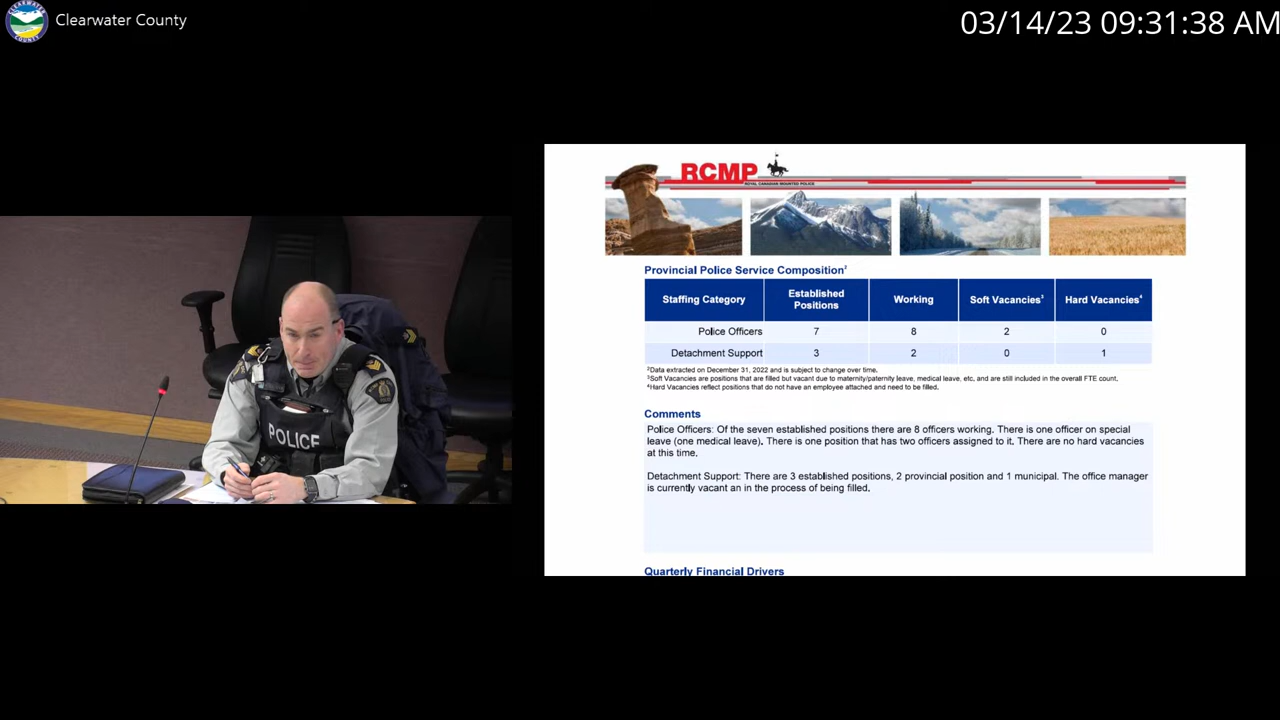 Clearwater County
03/14/23 09:31:38 AM
CLEARWATER
COUNTY
POLICE
RCMP
ROYAL CANADIAN MOUNTED POLICE
Provincial Police Service Composition²
Staffing Category Established Positions Working Soft Vacancies³ Hard Vacancies⁴
Police Officers 7 8 2 0
Detachment Support 3 2 0 1
²Data extracted on December 31, 2022 and is subject to change over time.
³Soft Vacancies are positions that are filled but vacant due to maternity/paternity leave, medical leave, etc, and are still included in the overall FTE count.
⁴Hard Vacancies reflect positions that do not have an employee attached and need to be filled.
Comments
Police Officers: Of the seven established positions there are 8 officers working. There is one officer on special
leave (one medical leave). There is one position that has two officers assigned to it. There are no hard vacancies
at this time.
Detachment Support: There are 3 established positions, 2 provincial position and 1 municipal. The office manager
is currently vacant an in the process of being filled.
Quarterly Financial Drivers